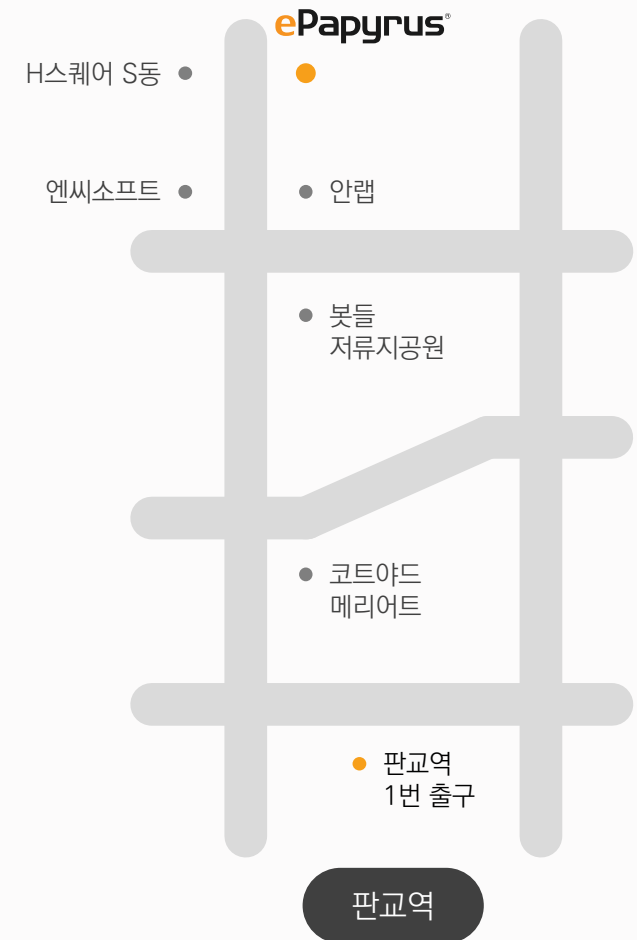 ePapyrus®
H스퀘어 S동
엔씨소프트
안랩
봇들
저류지공원
코트야드
메리어트
판교역
1번 출구
판교역